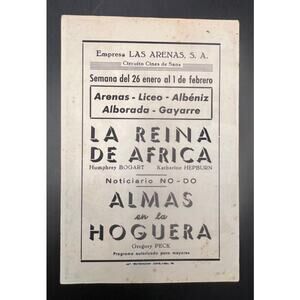 Empresa LAS ARENAS, S. A.
Circuito Cines de Sans
Semana del 26 enero al 1 de febrero
Arenas - Liceo - Albéniz
Alborada - Gayarre
LA REINA
DE AFRICA
Humphrey BOGART Katharine HEPBURN
Noticiario NO-DO
ALMAS
en la
HOGUERA
Gregory PECK
Programa autorizado para mayores